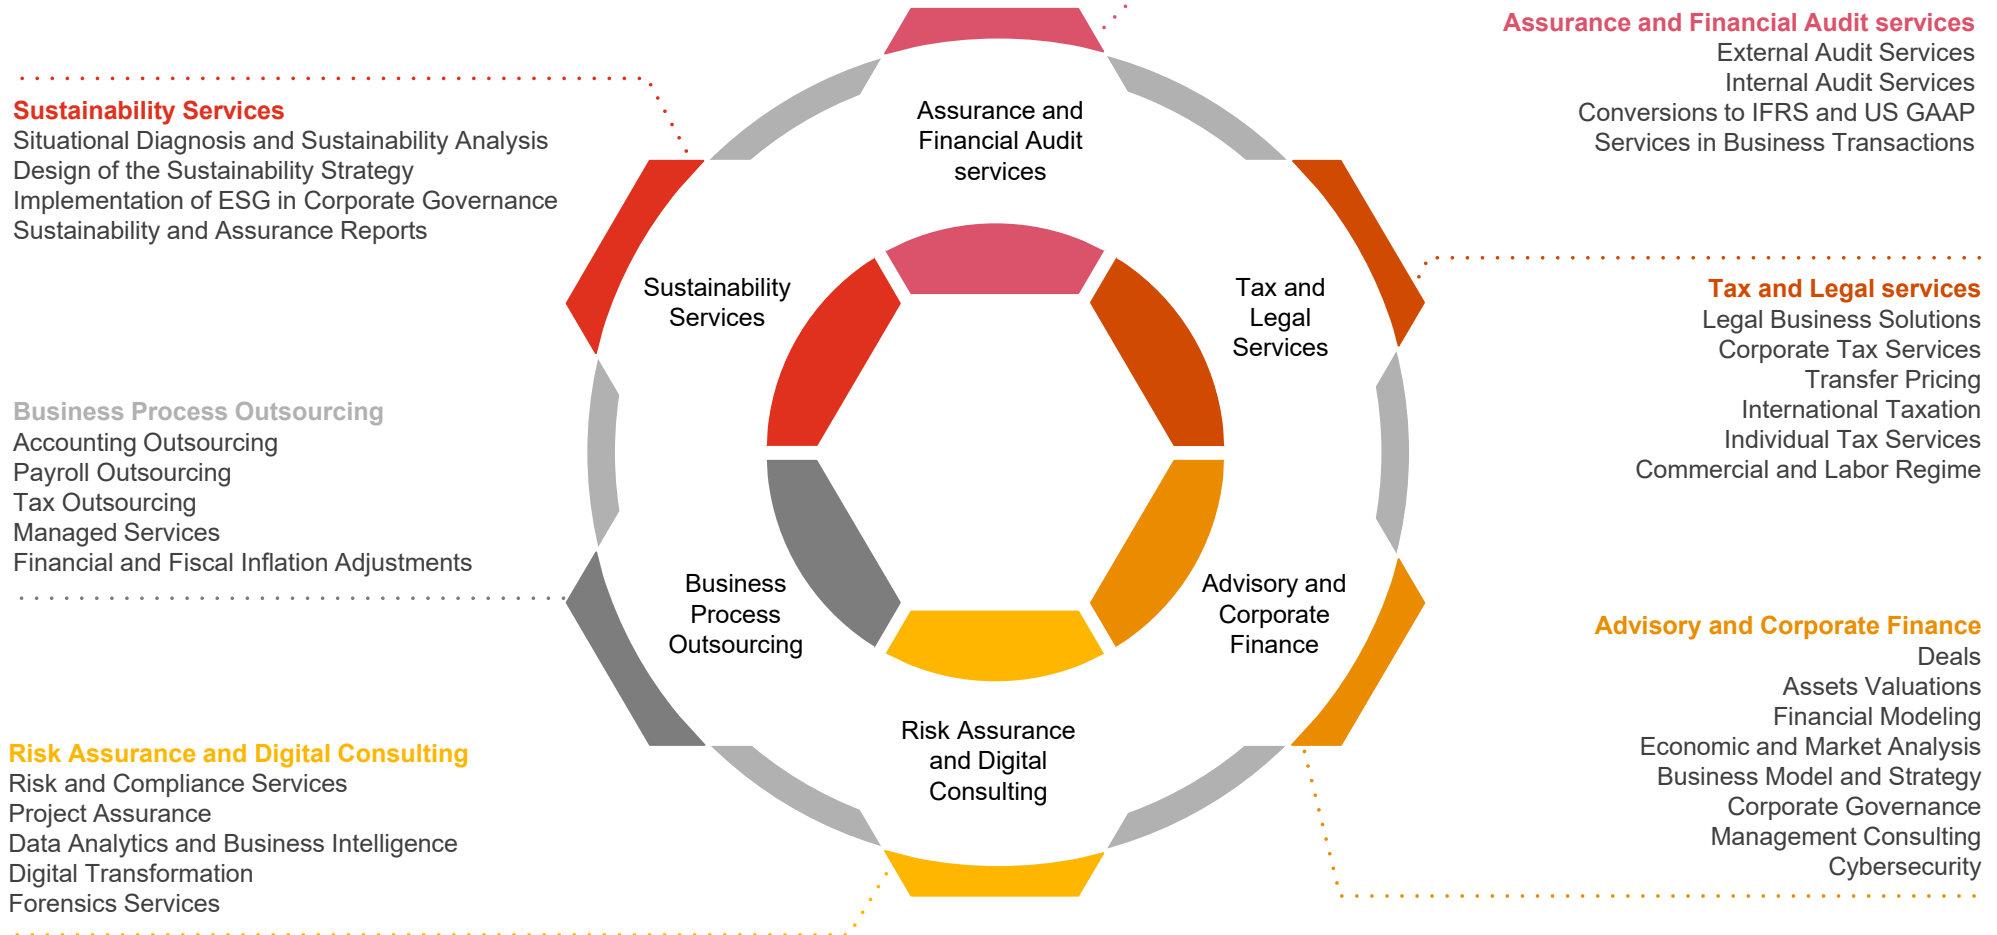 Assurance and Financial Audit services
External Audit Services
Internal Audit Services
Conversions to IFRS and US GAAP
Services in Business Transactions
Sustainability Services
Situational Diagnosis and Sustainability Analysis
Design of the Sustainability Strategy
Implementation of ESG in Corporate Governance
Sustainability and Assurance Reports
Assurance and
Financial Audit
services
Sustainability
Services
Tax and
Legal
Services
Tax and Legal services
Legal Business Solutions
Corporate Tax Services
Transfer Pricing
International Taxation
Individual Tax Services
Commercial and Labor Regime
Business Process Outsourcing
Accounting Outsourcing
Payroll Outsourcing
Tax Outsourcing
Managed Services
Financial and Fiscal Inflation Adjustments
Business
Process
Outsourcing
Advisory and
Corporate
Finance
Advisory and Corporate Finance
Deals
Assets Valuations
Financial Modeling
Economic and Market Analysis
Business Model and Strategy
Corporate Governance
Management Consulting
Cybersecurity
Risk Assurance
and Digital
Consulting
Risk Assurance and Digital Consulting
Risk and Compliance Services
Project Assurance
Data Analytics and Business Intelligence
Digital Transformation
Forensics Services